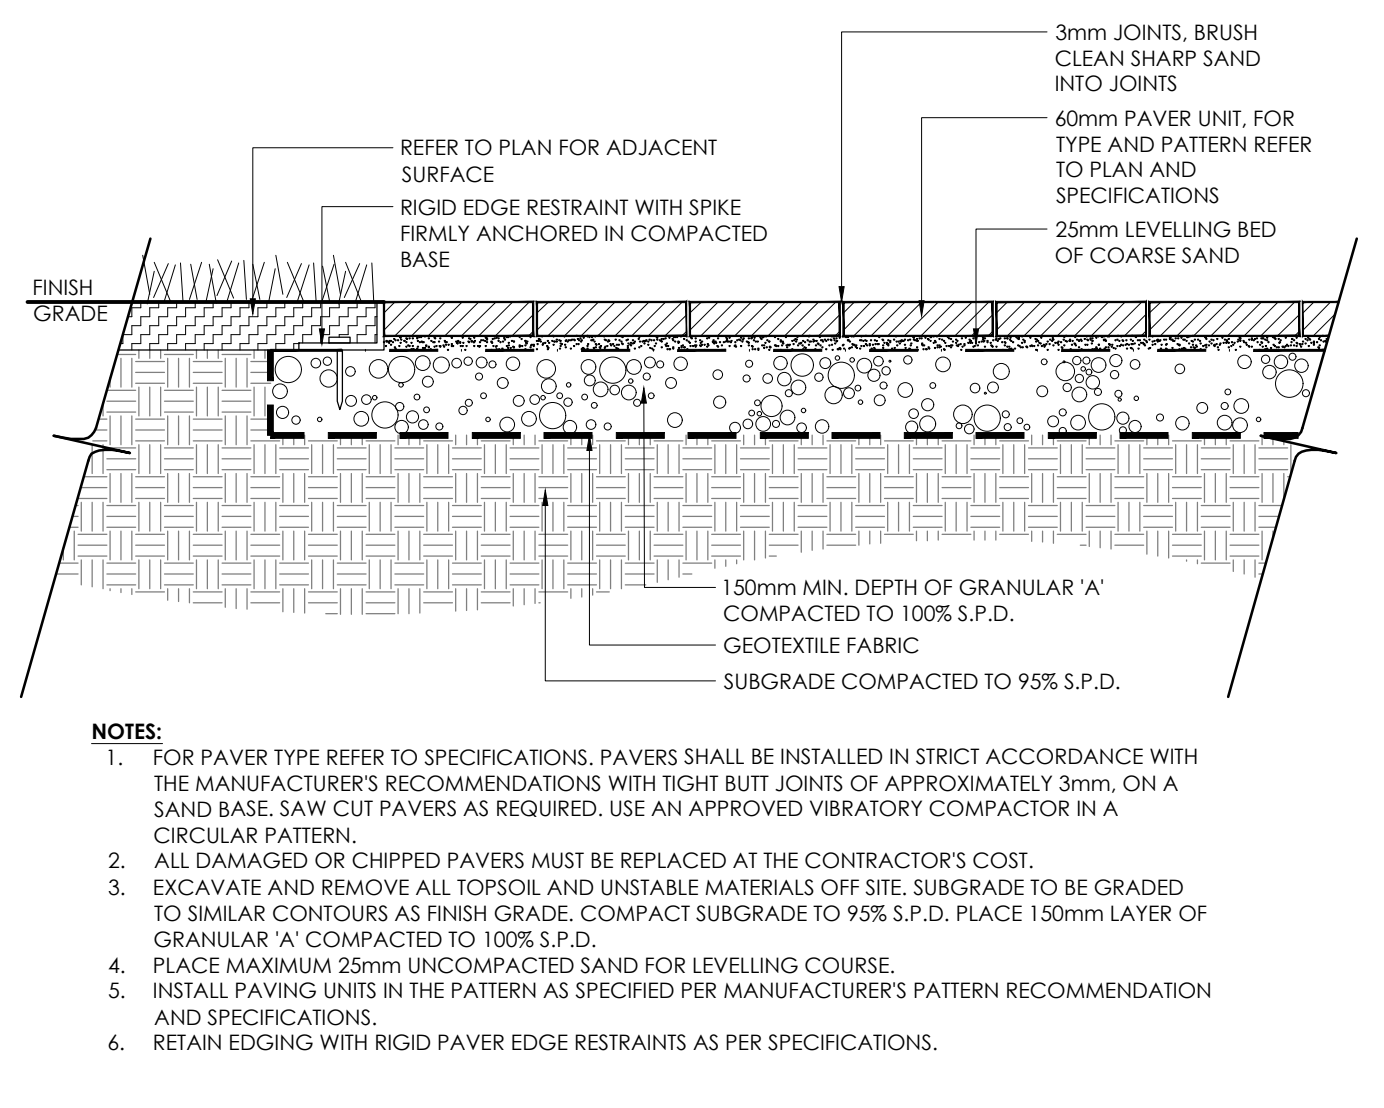 3mm JOINTS, BRUSH
CLEAN SHARP SAND
INTO JOINTS
60mm PAVER UNIT, FOR
TYPE AND PATTERN REFER
TO PLAN AND
SPECIFICATIONS
25mm LEVELLING BED
OF COARSE SAND
REFER TO PLAN FOR ADJACENT
SURFACE
RIGID EDGE RESTRAINT WITH SPIKE
FIRMLY ANCHORED IN COMPACTED
BASE
FINISH
GRADE
150mm MIN. DEPTH OF GRANULAR 'A'
COMPACTED TO 100% S.P.D.
GEOTEXTILE FABRIC
SUBGRADE COMPACTED TO 95% S.P.D.
NOTES:
1. FOR PAVER TYPE REFER TO SPECIFICATIONS. PAVERS SHALL BE INSTALLED IN STRICT ACCORDANCE WITH
THE MANUFACTURER'S RECOMMENDATIONS WITH TIGHT BUTT JOINTS OF APPROXIMATELY 3mm, ON A
SAND BASE. SAW CUT PAVERS AS REQUIRED. USE AN APPROVED VIBRATORY COMPACTOR IN A
CIRCULAR PATTERN.
2. ALL DAMAGED OR CHIPPED PAVERS MUST BE REPLACED AT THE CONTRACTOR'S COST.
3. EXCAVATE AND REMOVE ALL TOPSOIL AND UNSTABLE MATERIALS OFF SITE. SUBGRADE TO BE GRADED
TO SIMILAR CONTOURS AS FINISH GRADE. COMPACT SUBGRADE TO 95% S.P.D. PLACE 150mm LAYER OF
GRANULAR 'A' COMPACTED TO 100% S.P.D.
4. PLACE MAXIMUM 25mm UNCOMPACTED SAND FOR LEVELLING COURSE.
5. INSTALL PAVING UNITS IN THE PATTERN AS SPECIFIED PER MANUFACTURER'S PATTERN RECOMMENDATION
AND SPECIFICATIONS.
6. RETAIN EDGING WITH RIGID PAVER EDGE RESTRAINTS AS PER SPECIFICATIONS.